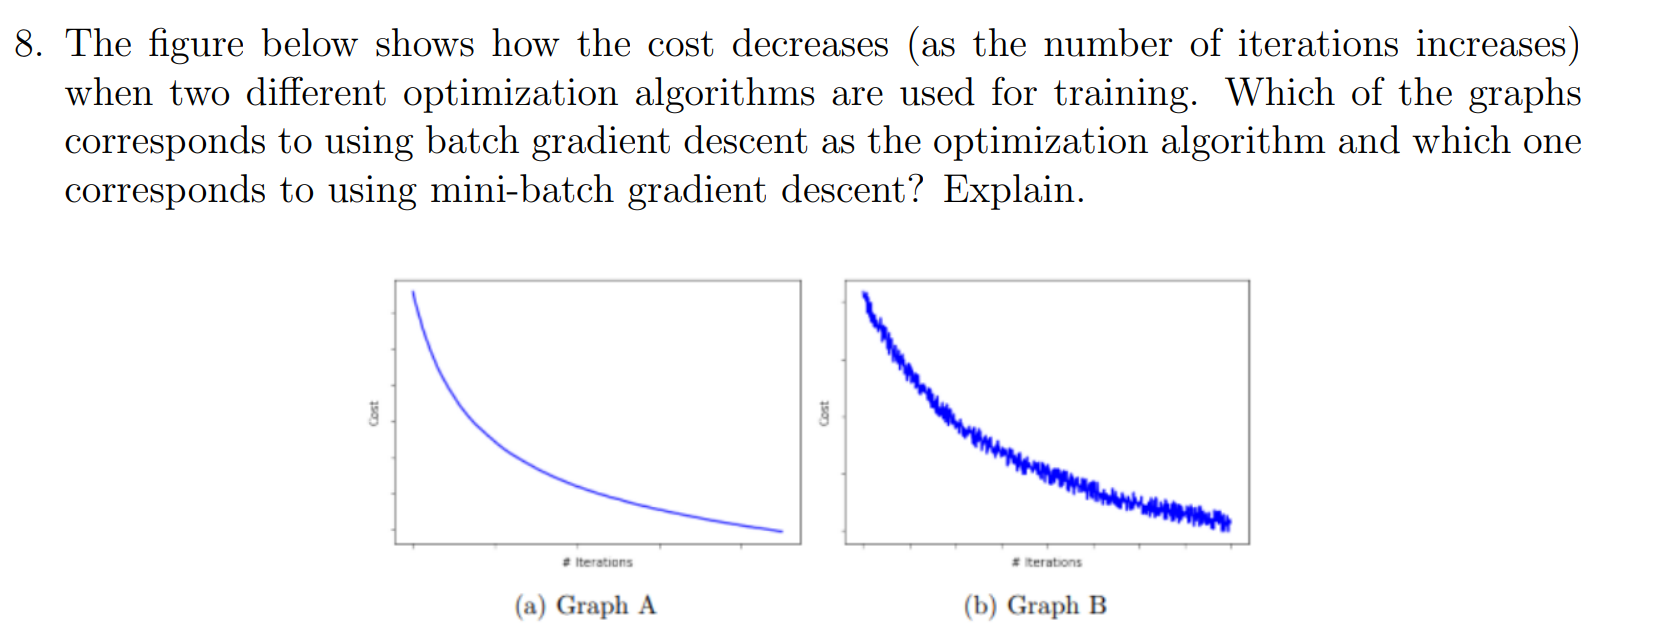 8. The figure below shows how the cost decreases (as the number of iterations increases)
when two different optimization algorithms are used for training. Which of the graphs
corresponds to using batch gradient descent as the optimization algorithm and which one
corresponds to using mini-batch gradient descent? Explain.
Cost
# Iterations
(a) Graph A
Cost
# Iterations
(b) Graph B